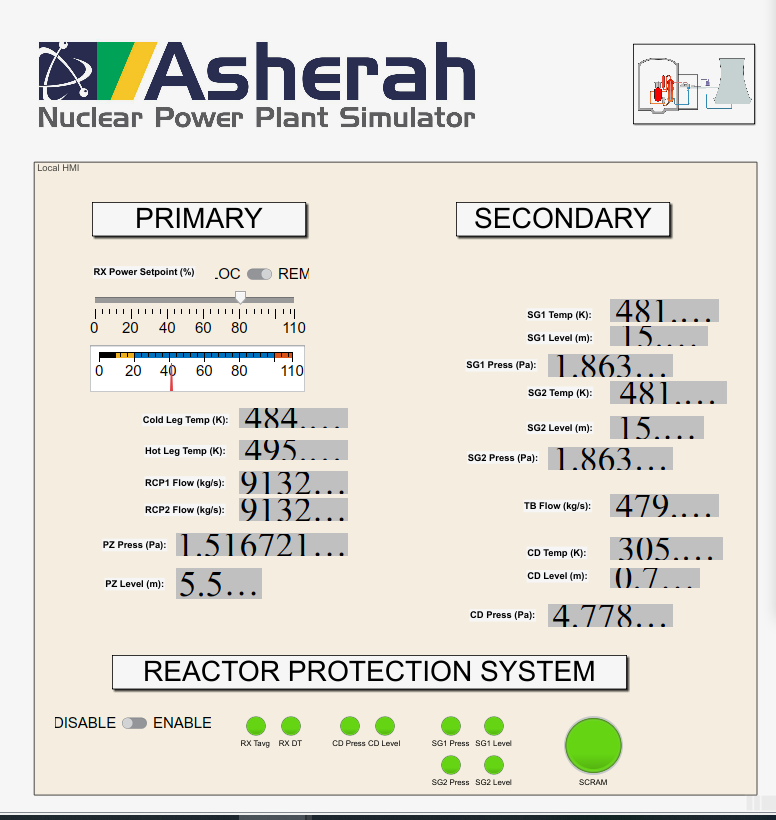 Asherah
Nuclear Power Plant Simulator
Local HMI
PRIMARY
SECONDARY
RX Power Setpoint (%) LOC REM
0 20 40 60 80 110
0 20 40 60 80 110
Cold Leg Temp (K): 484....
Hot Leg Temp (K): 495....
RCP1 Flow (kg/s): 9132...
RCP2 Flow (kg/s): 9132...
PZ Press (Pa): 1.516721...
PZ Level (m): 5.5...
SG1 Temp (K): 481....
SG1 Level (m): 15....
SG1 Press (Pa): 1.863...
SG2 Temp (K): 481....
SG2 Level (m): 15....
SG2 Press (Pa): 1.863...
TB Flow (kg/s): 479....
CD Temp (K): 305....
CD Level (m): 0.7...
CD Press (Pa): 4.778...
REACTOR PROTECTION SYSTEM
DISABLE ENABLE
RX Tavg RX DT CD Press CD Level SG1 Press SG1 Level
SG2 Press SG2 Level SCRAM